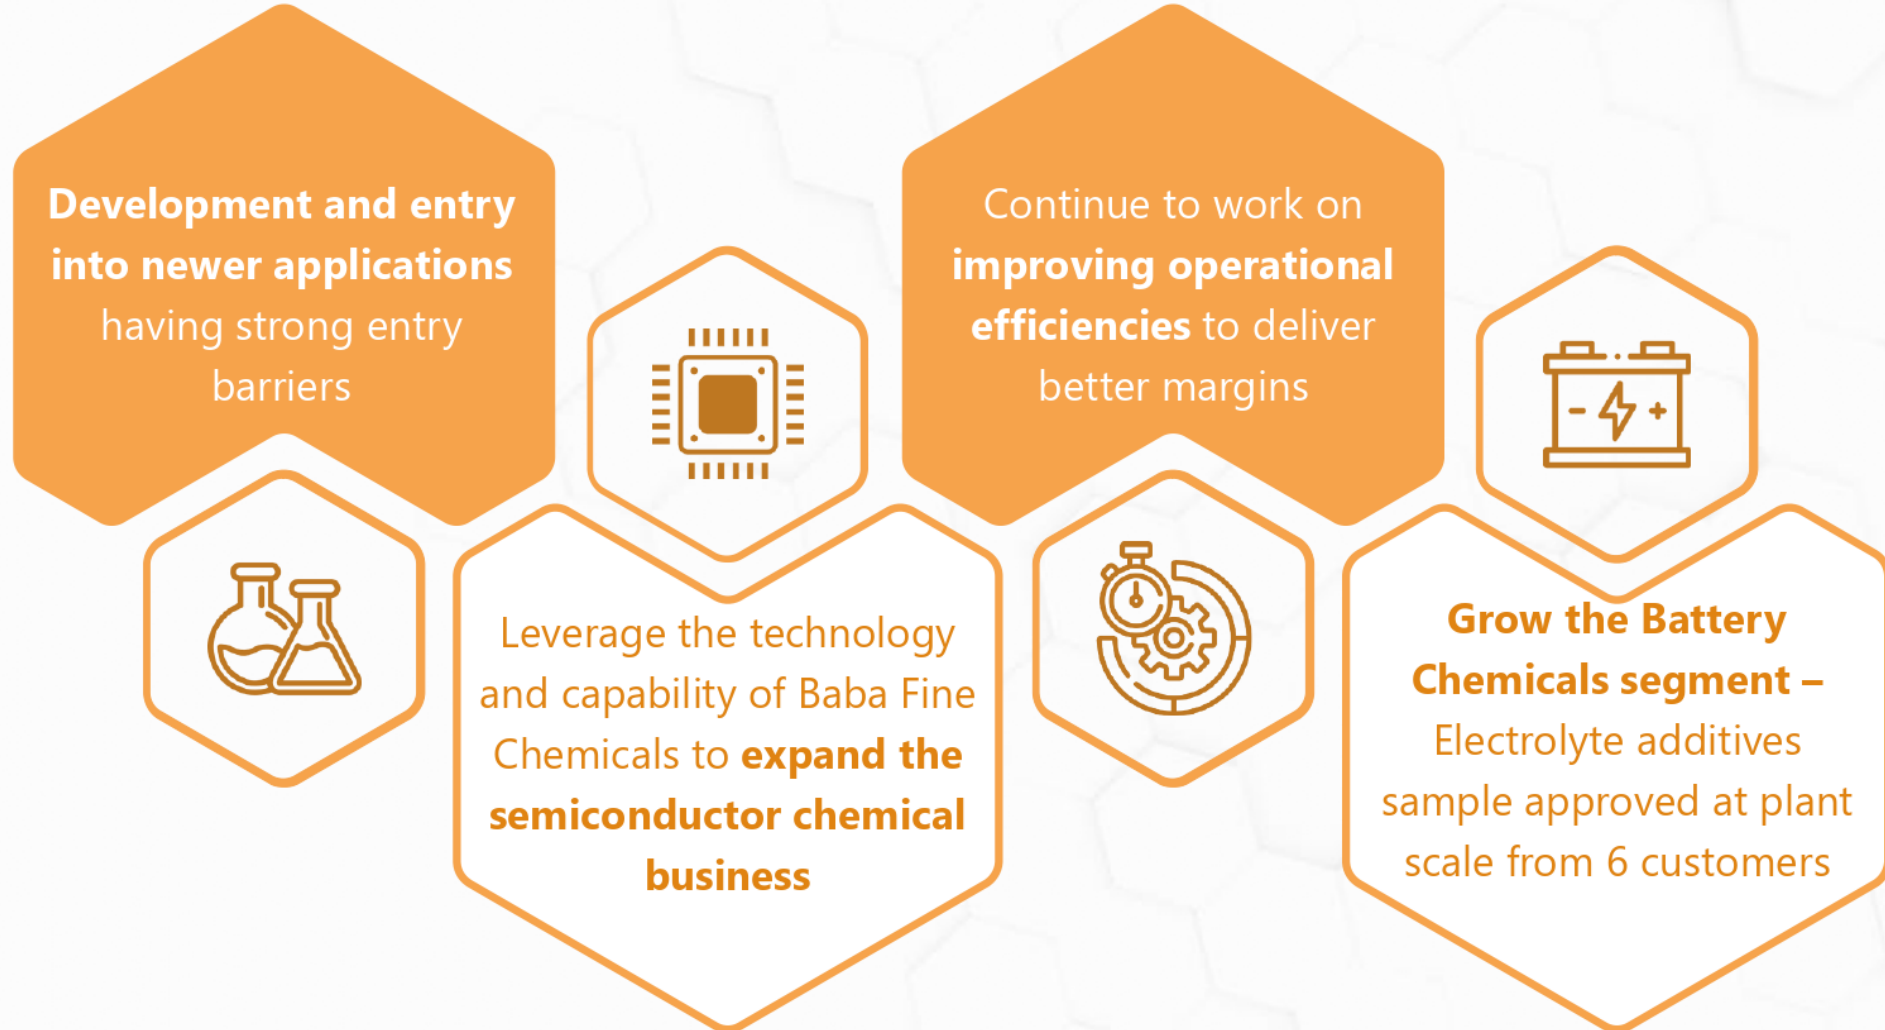 Development and entry
into newer applications
having strong entry
barriers
Leverage the technology
and capability of Baba Fine
Chemicals to expand the
semiconductor chemical
business
Continue to work on
improving operational
efficiencies to deliver
better margins
Grow the Battery
Chemicals segment –
Electrolyte additives
sample approved at plant
scale from 6 customers